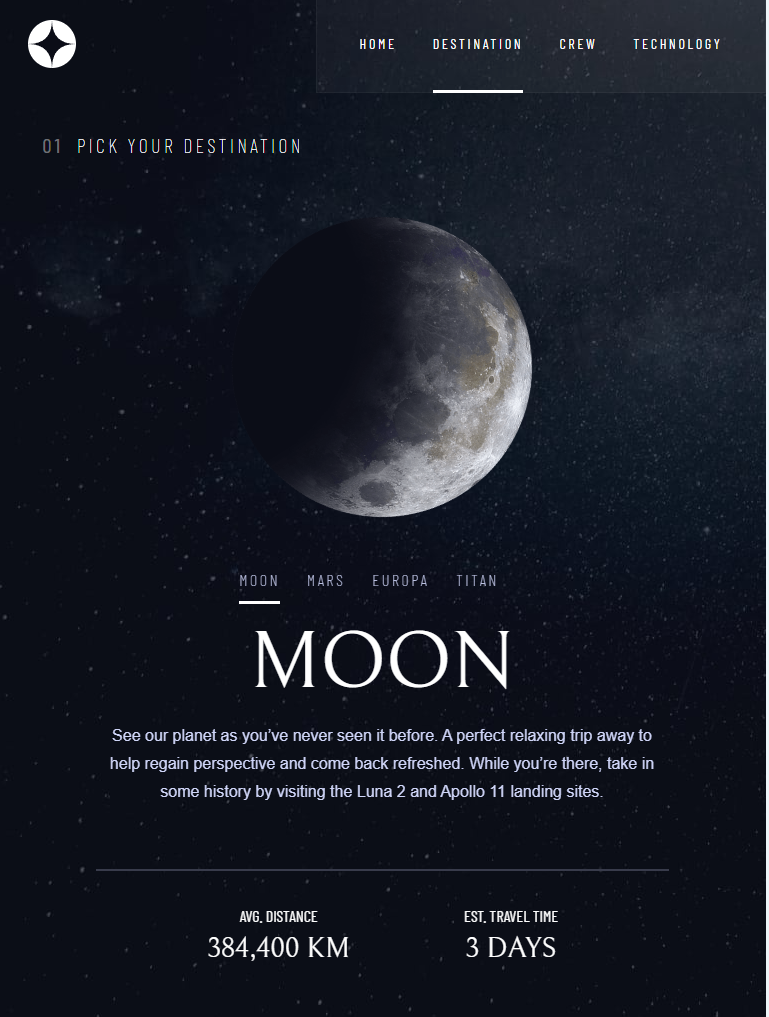 HOME DESTINATION CREW TECHNOLOGY
01 PICK YOUR DESTINATION
MOON MARS EUROPA TITAN
MOON
See our planet as you’ve never seen it before. A perfect relaxing trip away to
help regain perspective and come back refreshed. While you’re there, take in
some history by visiting the Luna 2 and Apollo 11 landing sites.
AVG. DISTANCE
384,400 KM
EST. TRAVEL TIME
3 DAYS